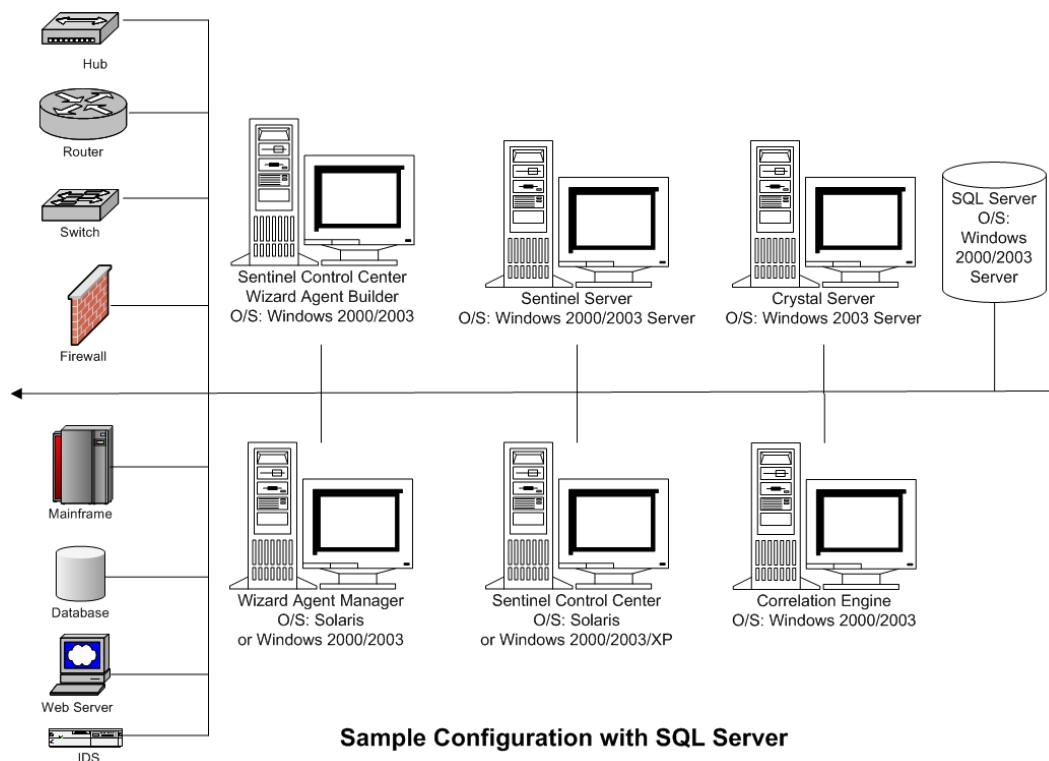 Hub
Router
Switch
Firewall
Mainframe
Database
Web Server
IDS
Sentinel Control Center
Wizard Agent Builder
O/S: Windows 2000/2003
Sentinel Server
O/S: Windows 2000/2003 Server
Crystal Server
O/S: Windows 2003 Server
SQL Server
O/S:
Windows
2000/2003
Server
Wizard Agent Manager
O/S: Solaris
or Windows 2000/2003
Sentinel Control Center
O/S: Solaris
or Windows 2000/2003/XP
Correlation Engine
O/S: Windows 2000/2003
Sample Configuration with SQL Server